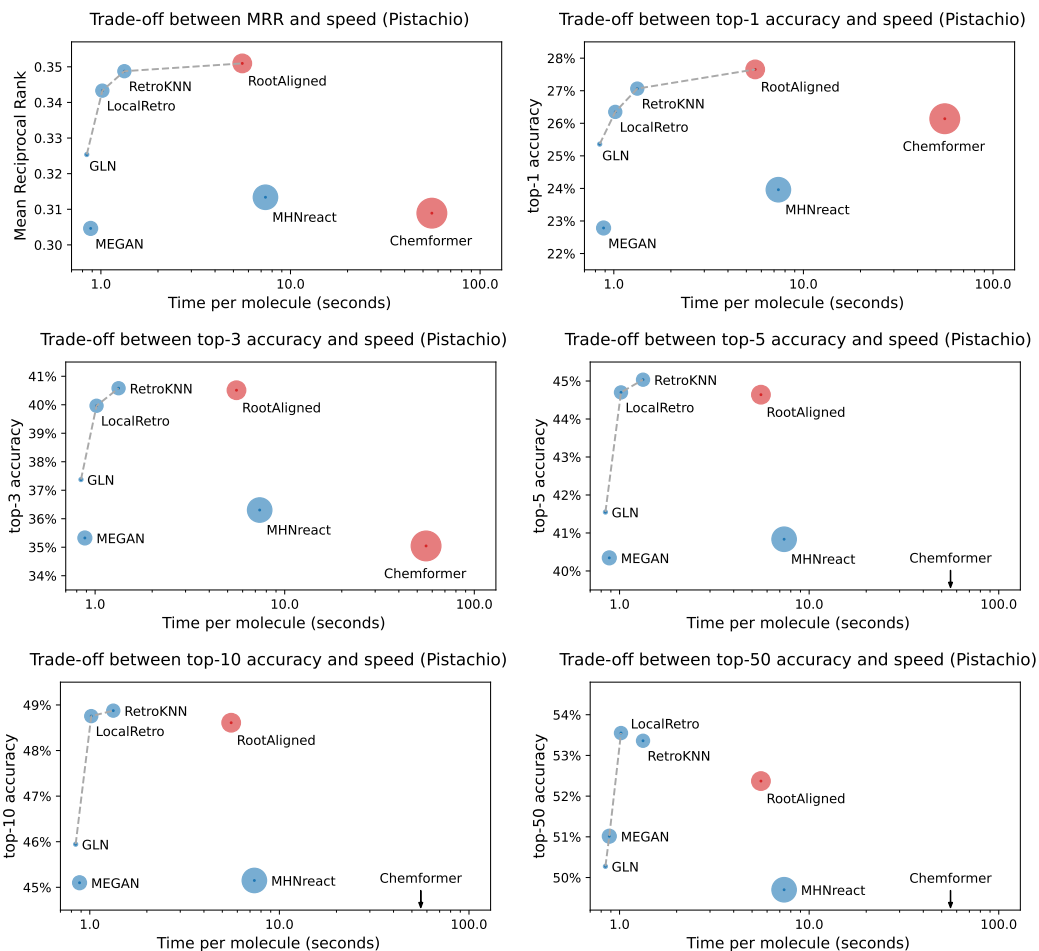 Trade-off between MRR and speed (Pistachio)
Mean Reciprocal Rank
0.35
0.34
0.33
0.32
0.31
0.30
RootAligned
RetroKNN
LocalRetro
GLN
MHNreact
MEGAN
Chemformer
1.0
10.0
100.0
Time per molecule (seconds)
Trade-off between top-1 accuracy and speed (Pistachio)
top-1 accuracy
28%
27%
26%
25%
24%
23%
22%
RootAligned
RetroKNN
LocalRetro
Chemformer
GLN
MHNreact
MEGAN
1.0
10.0
100.0
Time per molecule (seconds)
Trade-off between top-3 accuracy and speed (Pistachio)
top-3 accuracy
41%
40%
39%
38%
37%
36%
35%
34%
RetroKNN
RootAligned
LocalRetro
GLN
MHNreact
MEGAN
Chemformer
1.0
10.0
100.0
Time per molecule (seconds)
Trade-off between top-5 accuracy and speed (Pistachio)
top-5 accuracy
45%
44%
43%
42%
41%
40%
RetroKNN
LocalRetro
RootAligned
GLN
MEGAN
MHNreact
Chemformer
1.0
10.0
100.0
Time per molecule (seconds)
Trade-off between top-10 accuracy and speed (Pistachio)
top-10 accuracy
49%
48%
47%
46%
45%
RetroKNN
LocalRetro
RootAligned
GLN
MEGAN
MHNreact
Chemformer
1.0
10.0
100.0
Time per molecule (seconds)
Trade-off between top-50 accuracy and speed (Pistachio)
top-50 accuracy
54%
53%
52%
51%
50%
LocalRetro
RetroKNN
RootAligned
MEGAN
GLN
MHNreact
Chemformer
1.0
10.0
100.0
Time per molecule (seconds)